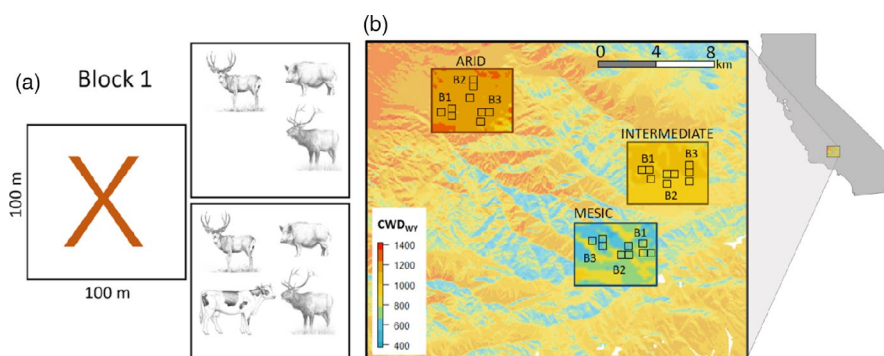 (a)
Block 1
100 m
100 m
(b)
ARID
B2
B1
B3
0 4 8
km
INTERMEDIATE
B1
B3
B2
MESIC
B1
B3
B2
CWDWY
1400
1200
1000
800
600
400